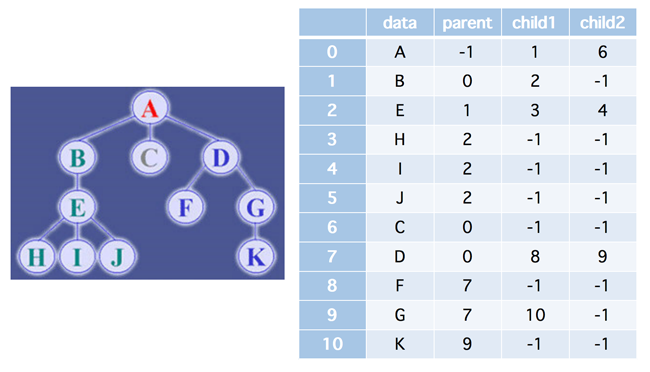 A
B C D
E F G
H I J K
data parent child1 child2
0 A -1 1 6
1 B 0 2 -1
2 E 1 3 4
3 H 2 -1 -1
4 I 2 -1 -1
5 J 2 -1 -1
6 C 0 -1 -1
7 D 0 8 9
8 F 7 -1 -1
9 G 7 10 -1
10 K 9 -1 -1